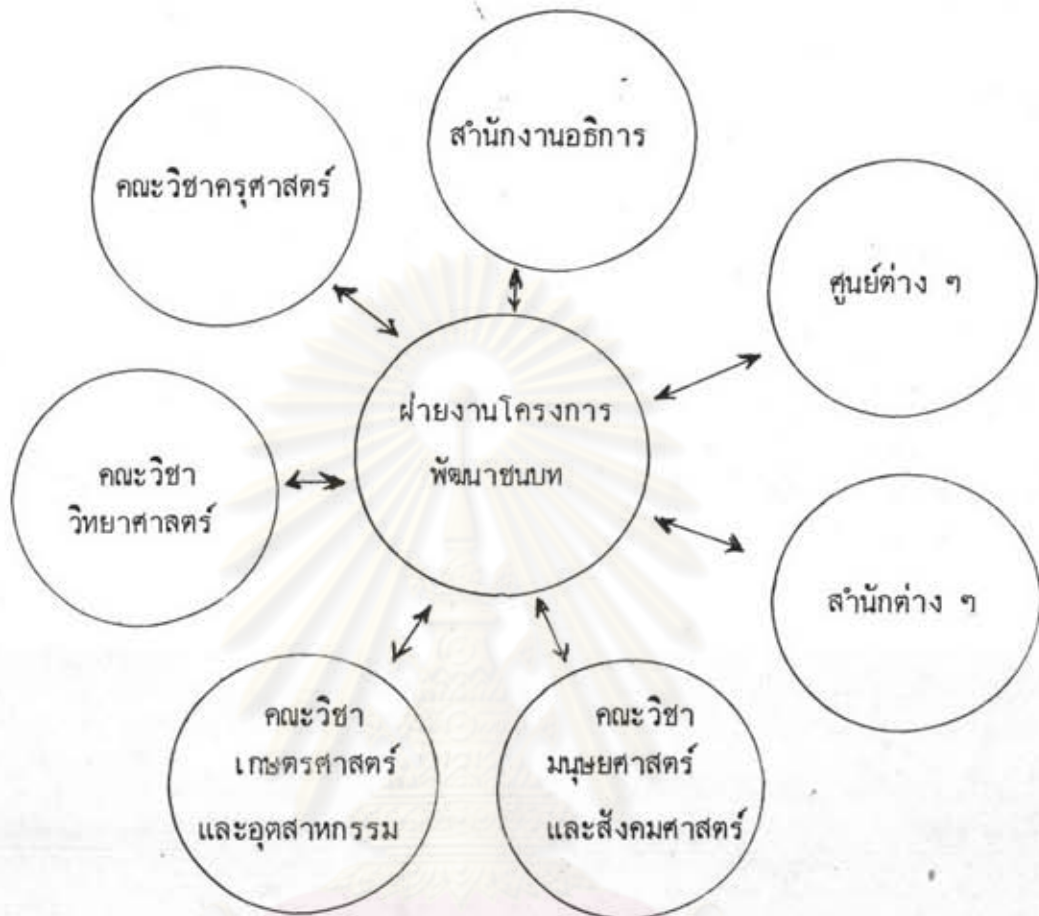 สำนักงานอธิการ
คณะวิชาครุศาสตร์
ศูนย์ต่าง ๆ
ฝ่ายงานโครงการ
พัฒนาชนบท
คณะวิชา
วิทยาศาสตร์
สำนักต่าง ๆ
คณะวิชา
เกษตรศาสตร์
และอุตสาหกรรม
คณะวิชา
มนุษยศาสตร์
และสังคมศาสตร์